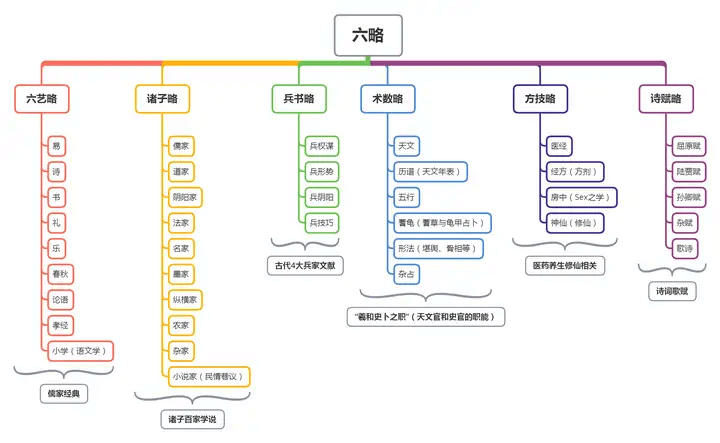 六略
六艺略
易
诗
书
礼
乐
春秋
论语
孝经
小学（语文学）
儒家经典
诸子略
儒家
道家
阴阳家
法家
名家
墨家
纵横家
农家
杂家
小说家（民情巷议）
诸子百家学说
兵书略
兵权谋
兵形势
兵阴阳
兵技巧
古代4大兵家文献
术数略
天文
历谱（天文年表）
五行
蓍龟（蓍草与龟甲占卜）
形法（堪舆、骨相等）
杂占
“羲和史卜之职”（天文官和史官的职能）
方技略
医经
经方（方剂）
房中（Sex之学）
神仙（修仙）
医药养生修仙相关
诗赋略
屈原赋
陆贾赋
孙卿赋
杂赋
歌诗
诗词歌赋